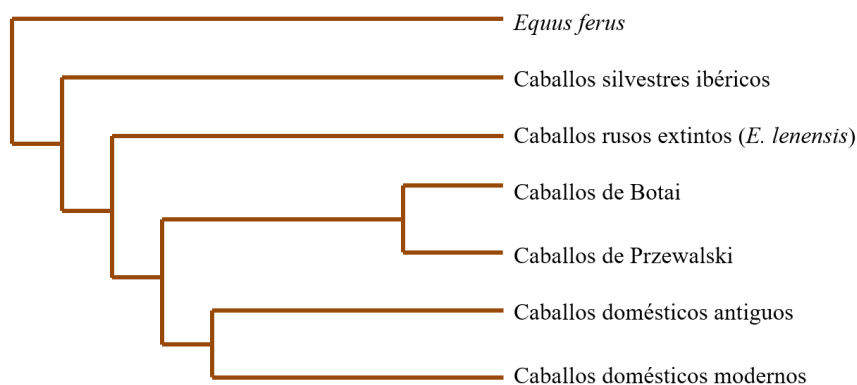 Equus ferus
Caballos silvestres ibéricos
Caballos rusos extintos (E. lenensis)
Caballos de Botai
Caballos de Przewalski
Caballos domésticos antiguos
Caballos domésticos modernos